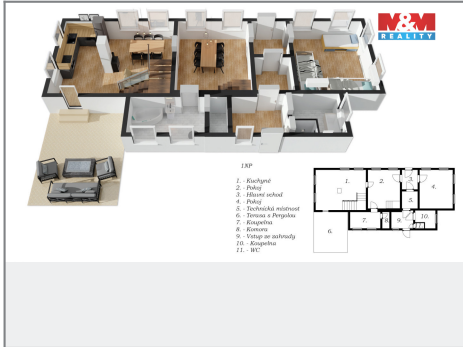 M&M
REALITY
1NP
1. - Kuchyně
2. - Pokoj
3. - Hlavní vchod
4. - Pokoj
5. - Technická místnost
6. - Terasa s Pergolou
7. - Koupelna
8. - Komora
9. - Vstup ze zahrady
10. - Koupelna
11. - WC
1.
2.
3.
4.
5.
6.
7.
8.
9.
10.